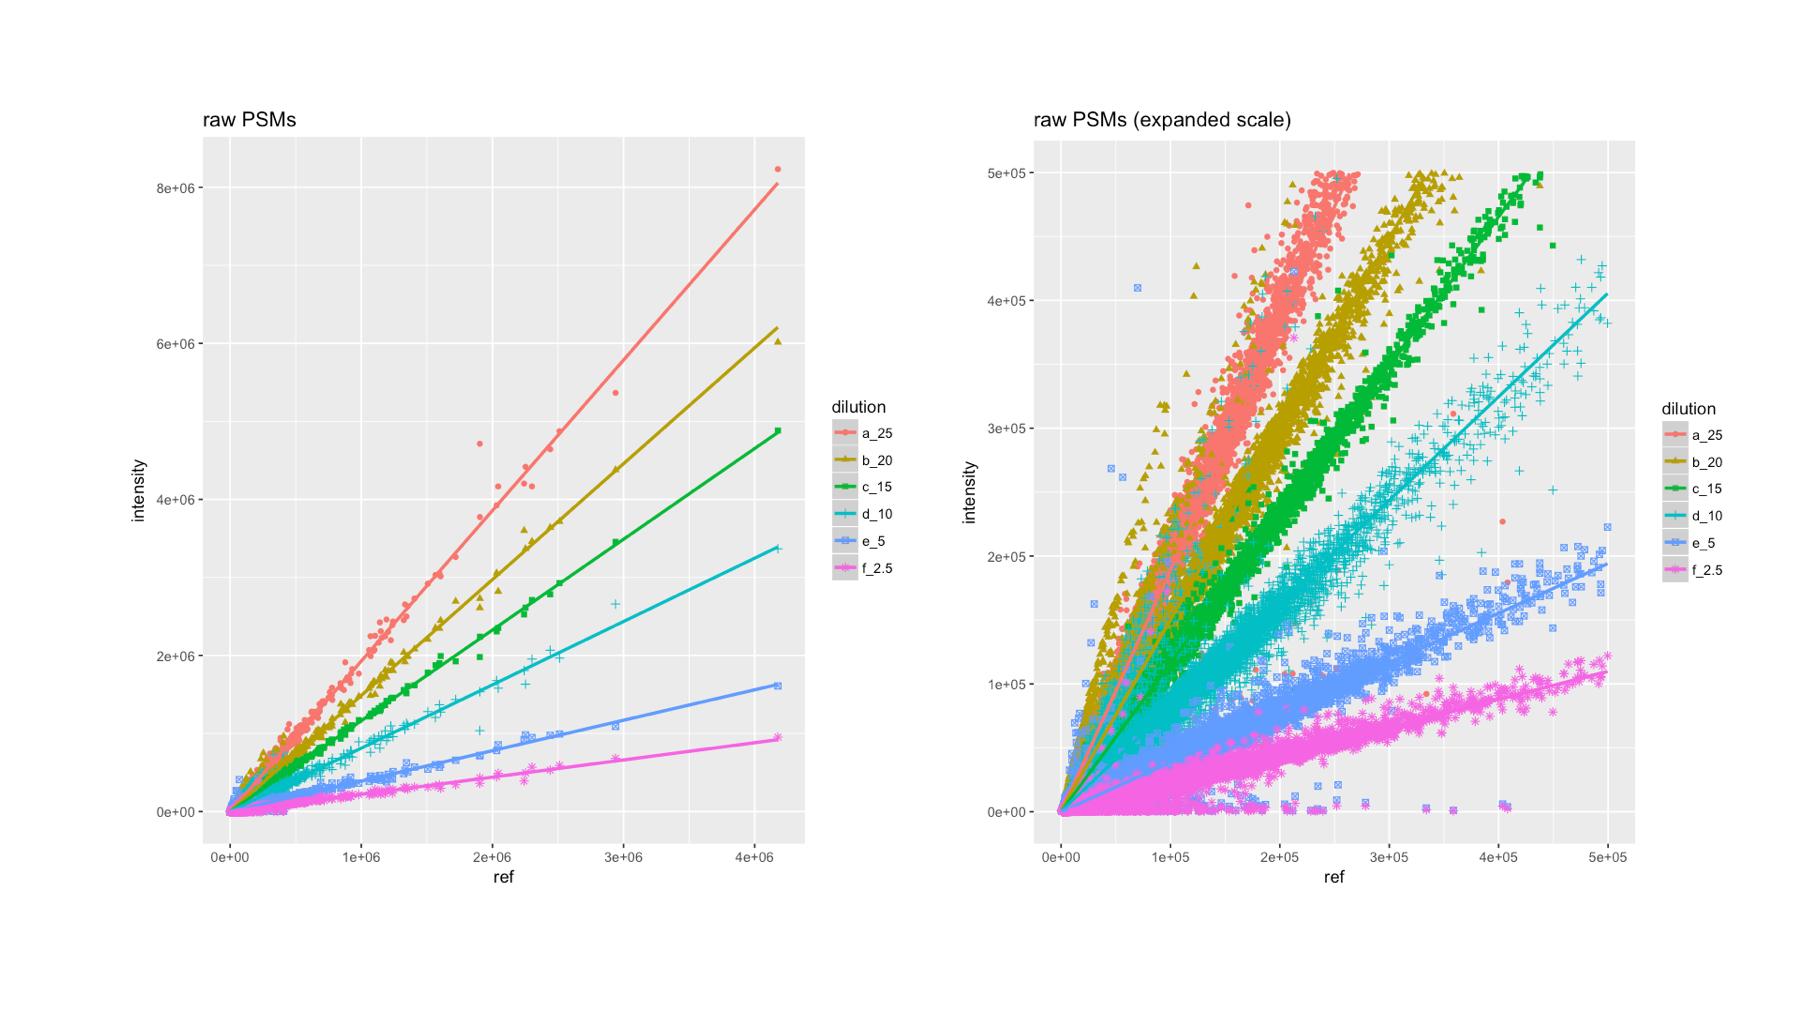 raw PSMs
8e+06
6e+06
4e+06
2e+06
0e+00
intensity
0e+00 1e+06 2e+06 3e+06 4e+06
ref
dilution
a_25
b_20
c_15
d_10
e_5
f_2.5
raw PSMs (expanded scale)
5e+05
4e+05
3e+05
2e+05
1e+05
0e+00
intensity
0e+00 1e+05 2e+05 3e+05 4e+05 5e+05
ref
dilution
a_25
b_20
c_15
d_10
e_5
f_2.5